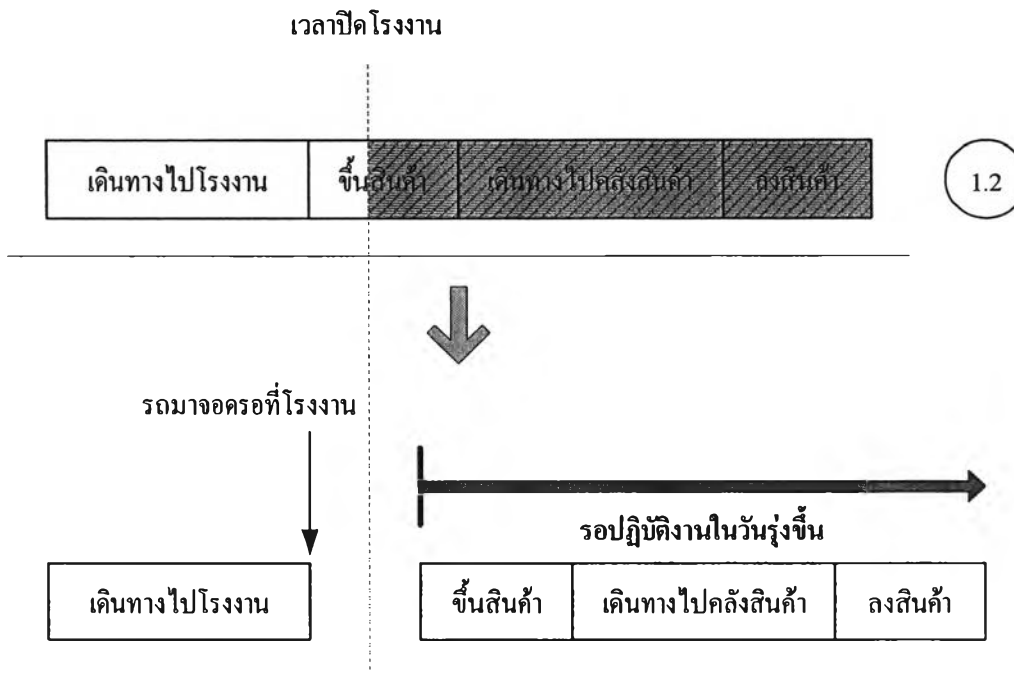 เวลาปิดโรงงาน
เดินทางไปโรงงาน ขึ้นสินค้า เดินทางไปคลังสินค้า ลงสินค้า 1.2
รถมาจอดรอที่โรงงาน
รอปฏิบัติงานในวันรุ่งขึ้น
เดินทางไปโรงงาน ขึ้นสินค้า เดินทางไปคลังสินค้า ลงสินค้า